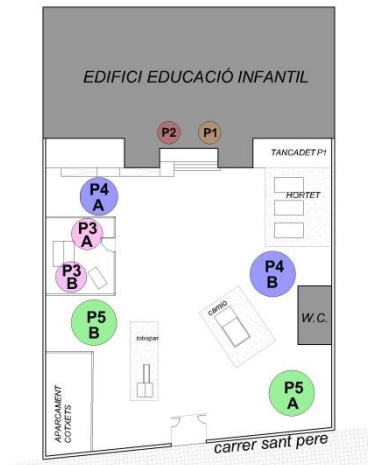 EDIFICI EDUCACIÓ INFANTIL
P2
P1
TANCADET P1
P4
A
HORTET
P3
A
P3
B
P4
B
P5
B
camio
W.C.
tobogan
APARCAMENT
COTXETS
P5
A
carrer sant pere